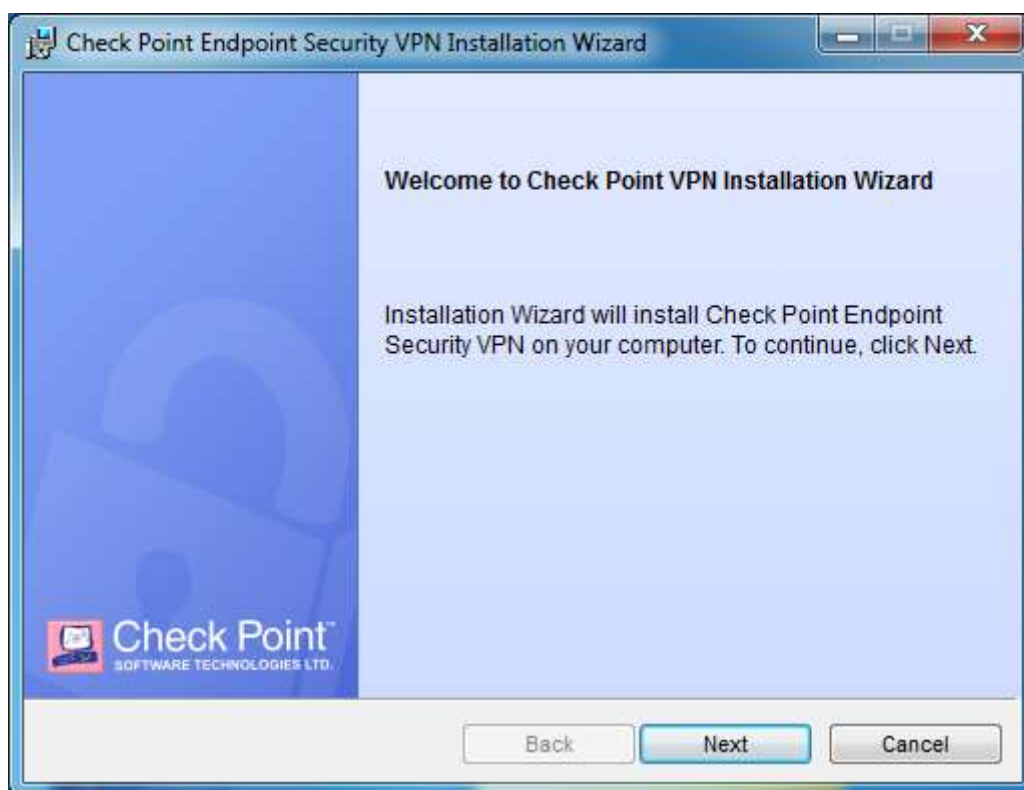 Check Point Endpoint Security VPN Installation Wizard
Welcome to Check Point VPN Installation Wizard
Installation Wizard will install Check Point Endpoint
Security VPN on your computer. To continue, click Next.
Check Point™
SOFTWARE TECHNOLOGIES LTD.
Back
Next
Cancel